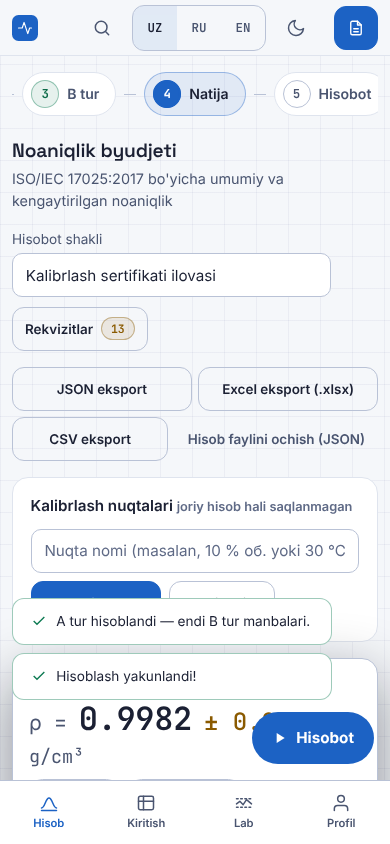 UZ RU EN
3 B tur 4 Natija 5 Hisobot
Noaniqlik byudjeti
ISO/IEC 17025:2017 bo'yicha umumiy va
kengaytirilgan noaniqlik
Hisobot shakli
Kalibrlash sertifikati ilovasi
Rekvizitlar 13
JSON eksport Excel eksport (.xlsx)
CSV eksport Hisob faylini ochish (JSON)
Kalibrlash nuqtalari joriy hisob hali saqlanmagan
Nuqta nomi (masalan, 10 % об. yoki 30 °C
A tur hisoblandi — endi B tur manbalari.
Hisoblash yakunlandi!
ρ = 0.9982 ± 0.
Hisobot
g/cm³
Hisob Kiritish Lab Profil